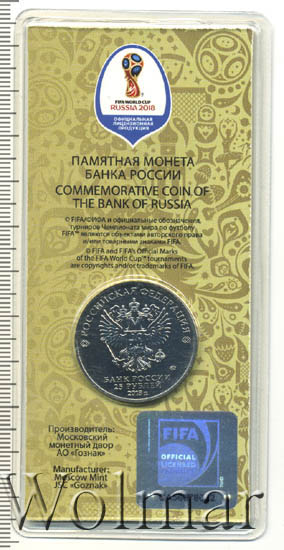 FIFA WORLD CUP
RUSSIA 2018
ОФИЦИАЛЬНАЯ
ЛИЦЕНЗИОННАЯ
ПРОДУКЦИЯ
ПАМЯТНАЯ МОНЕТА
БАНКА РОССИИ
COMMEMORATIVE COIN OF
THE BANK OF RUSSIA
© FIFA/ФИФА и официальные обозначения
турниров Чемпионата мира по футболу
FIFA™ являются объектами авторского права
и/или товарными знаками FIFA.
© FIFA and FIFA's Official Marks
of the FIFA World Cup™ tournaments
are copyrights and/or trademarks of FIFA.
РОССИЙСКАЯ ФЕДЕРАЦИЯ
БАНК РОССИИ
25 РУБЛЕЙ
2018 г.
Производитель:
Московский
монетный двор
АО «Гознак»
Manufacturer:
Moscow Mint
JSC «Goznak»
FIFA
OFFICIAL
LICENSED
Wolmar